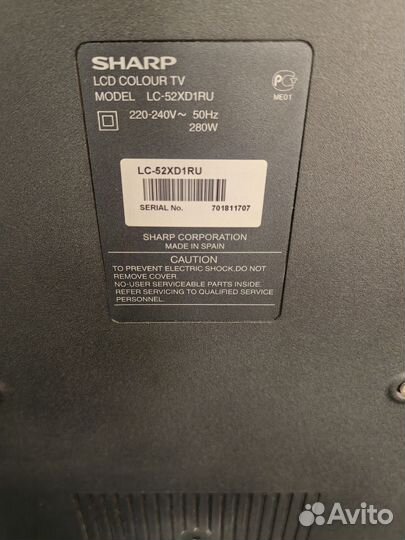 SHARP
LCD COLOUR TV
MODEL LC-52XD1RU
220-240V~ 50Hz
280W
ME01
LC-52XD1RU
SERIAL No. 701811707
SHARP CORPORATION
MADE IN SPAIN
CAUTION
TO PREVENT ELECTRIC SHOCK,DO NOT
REMOVE COVER.
NO-USER SERVICEABLE PARTS INSIDE.
REFER SERVICING TO QUALIFIED SERVICE
PERSONNEL.
Avito